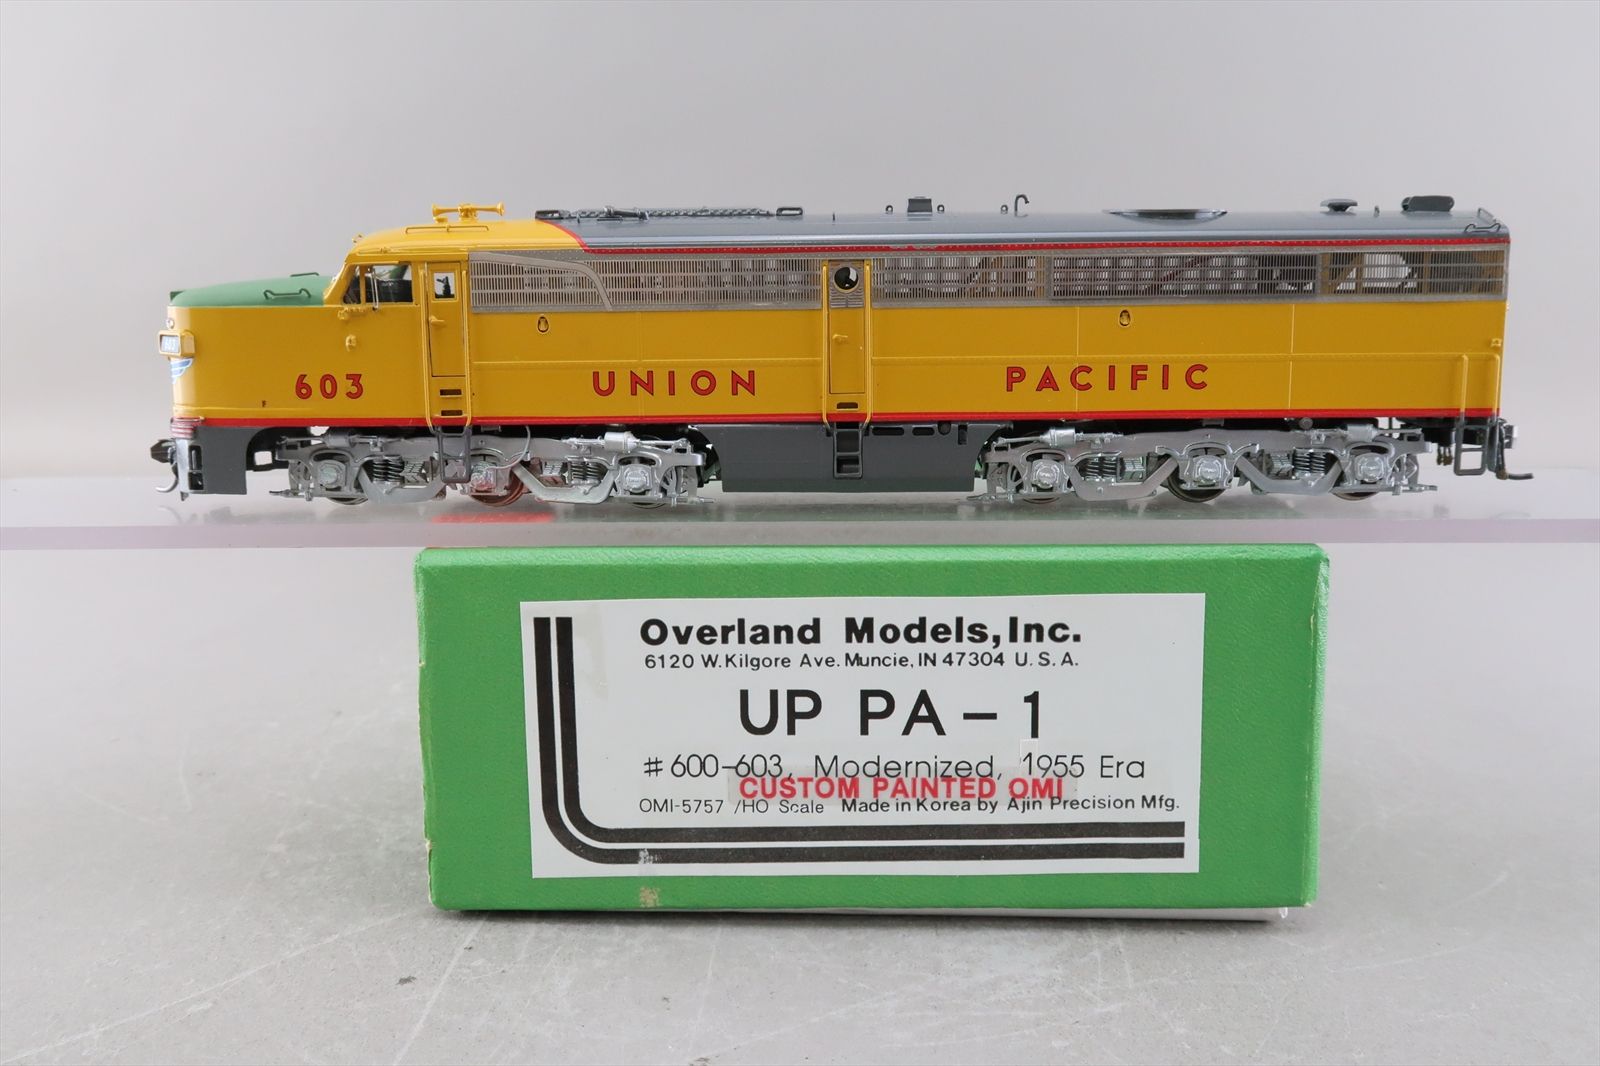 603
UNION PACIFIC
F
Overland Models, Inc.
6120 W. Kilgore Ave. Muncie, IN 47304 U. S. A.
UP PA-1
#600-603, Modernized, 1955 Era
CUSTOM PAINTED OMI
OMI-5757 /HO Scale Made in Korea by Ajin Precision Mfg.